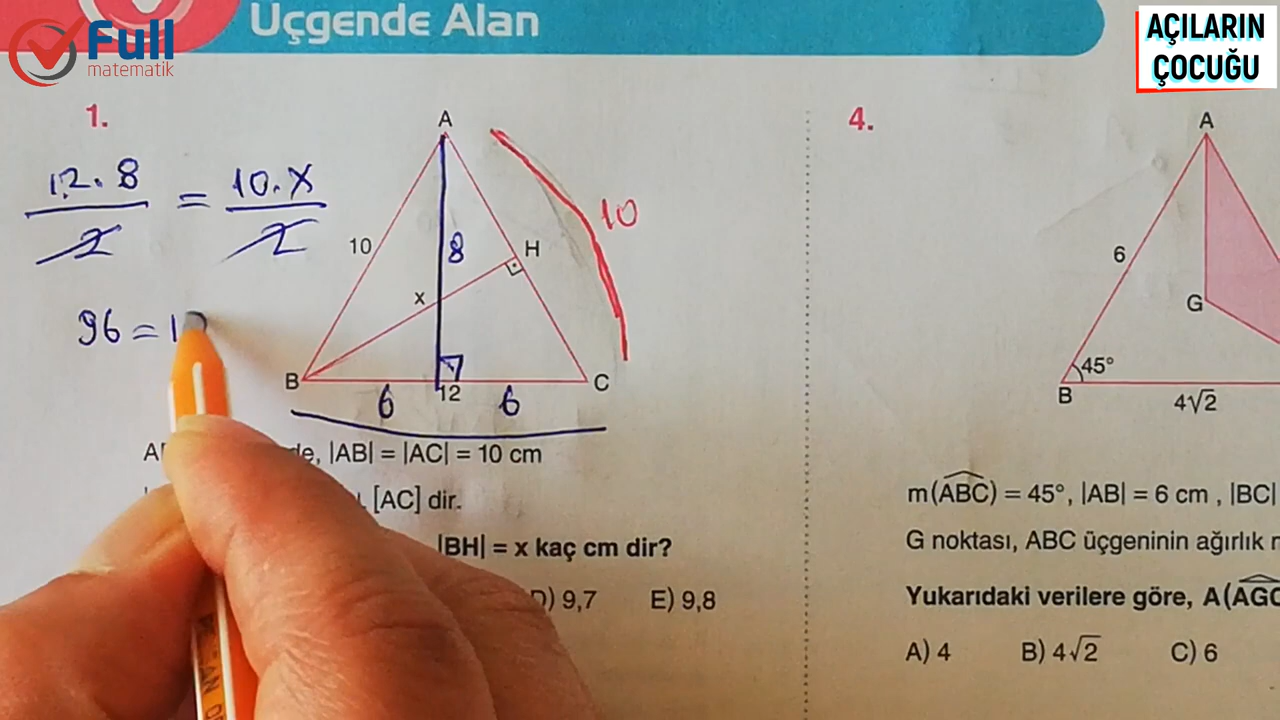 Full
matematik
Üçgende Alan
AÇILARIN
ÇOCUĞU
1.
12.8 = 10.x
2 2
96 = 1
A
10
8
H
x
B
6
12
6
C
10
|AB| = |AC| = 10 cm
[AC] dir.
|BH| = x kaç cm dir?
D) 9,7 E) 9,8
4.
A
6
G
45°
B
4√2
m(ABC) = 45°, |AB| = 6 cm , |BC|
G noktası, ABC üçgeninin ağırlık
Yukarıdaki verilere göre, A(AGC
A) 4 B) 4√2 C) 6